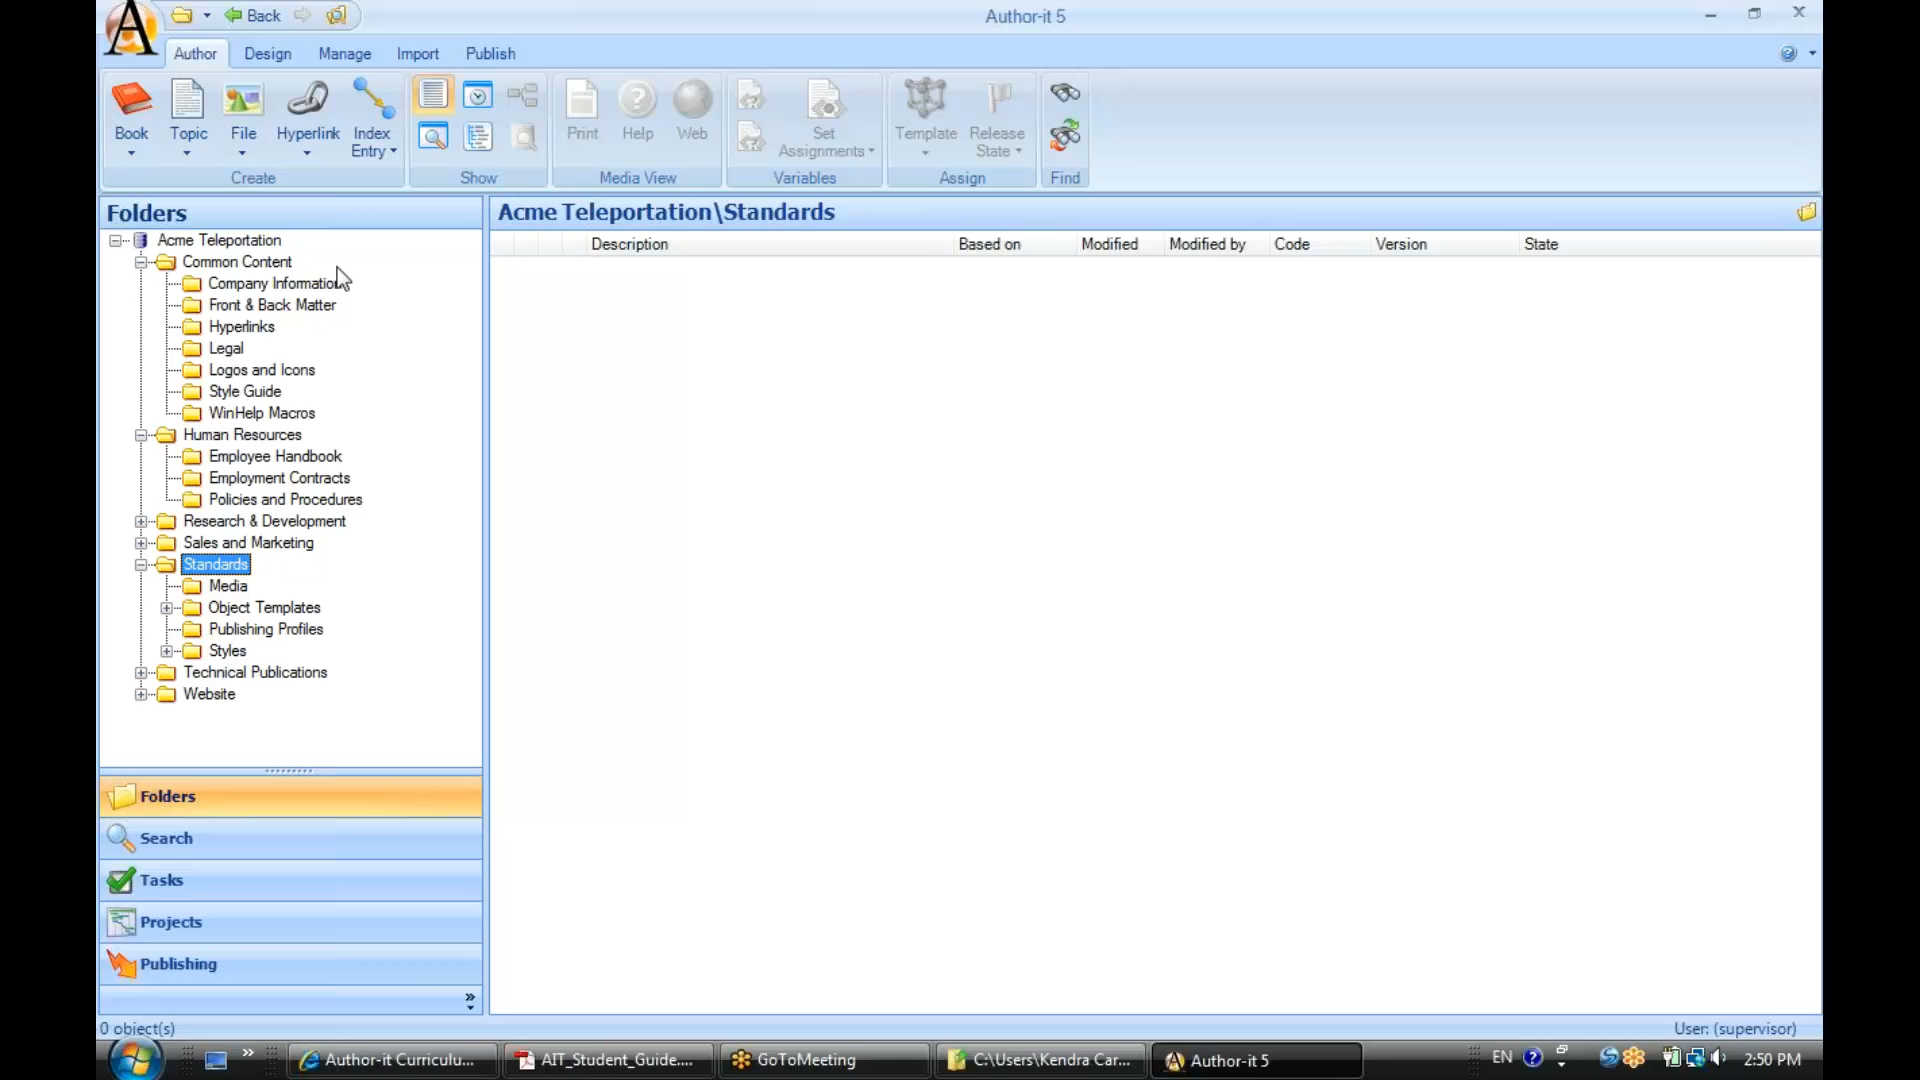 Back
Author-it 5
Author Design Manage Import Publish
Book Topic File Hyperlink Index Entry
Print Help Web
Set Assignments
Template Release State
Create Show Media View Variables Assign Find
Folders
Acme Teleportation
Common Content
Company Information
Front & Back Matter
Hyperlinks
Legal
Logos and Icons
Style Guide
WinHelp Macros
Human Resources
Employee Handbook
Employment Contracts
Policies and Procedures
Research & Development
Sales and Marketing
Standards
Media
Object Templates
Publishing Profiles
Styles
Technical Publications
Website
Acme Teleportation\Standards
Description Based on Modified Modified by Code Version State
Folders
Search
Tasks
Projects
Publishing
0 object(s)
User: (supervisor)
Author-it Curriculu... AIT_Student_Guide.... GoToMeeting C:\Users\Kendra Car... Author-it 5 EN 2:50 PM